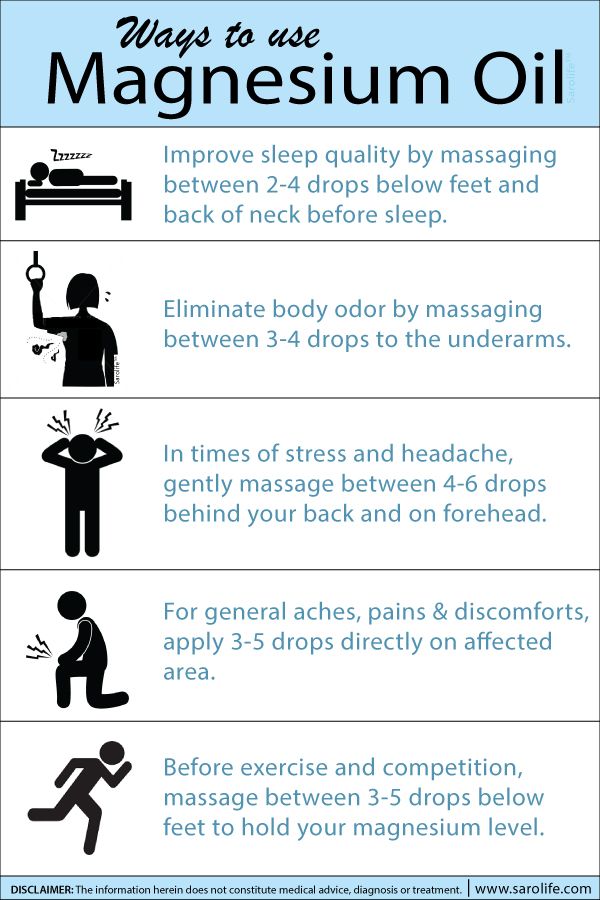 Ways to use
Magnesium Oil
Sarolife™
Zzzzzzz
Improve sleep quality by massaging
between 2-4 drops below feet and
back of neck before sleep.
Eliminate body odor by massaging
between 3-4 drops to the underarms.
Sarolife™
In times of stress and headache,
gently massage between 4-6 drops
behind your back and on forehead.
For general aches, pains & discomforts,
apply 3-5 drops directly on affected
area.
Before exercise and competition,
massage between 3-5 drops below
feet to hold your magnesium level.
DISCLAIMER: The information herein does not constitute medical advice, diagnosis or treatment. | www.sarolife.com